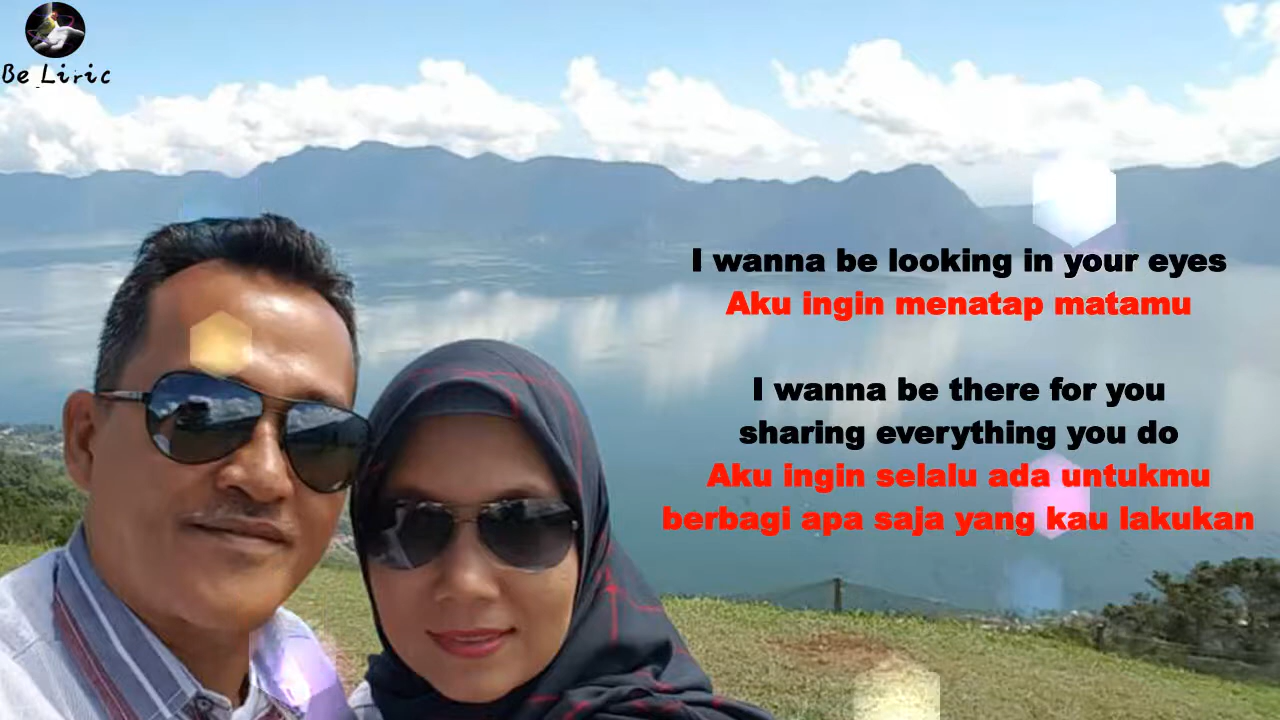 Be Liric
I wanna be looking in your eyes
Aku ingin menatap matamu
I wanna be there for you
sharing everything you do
Aku ingin selalu ada untukmu
berbagi apa saja yang kau lakukan